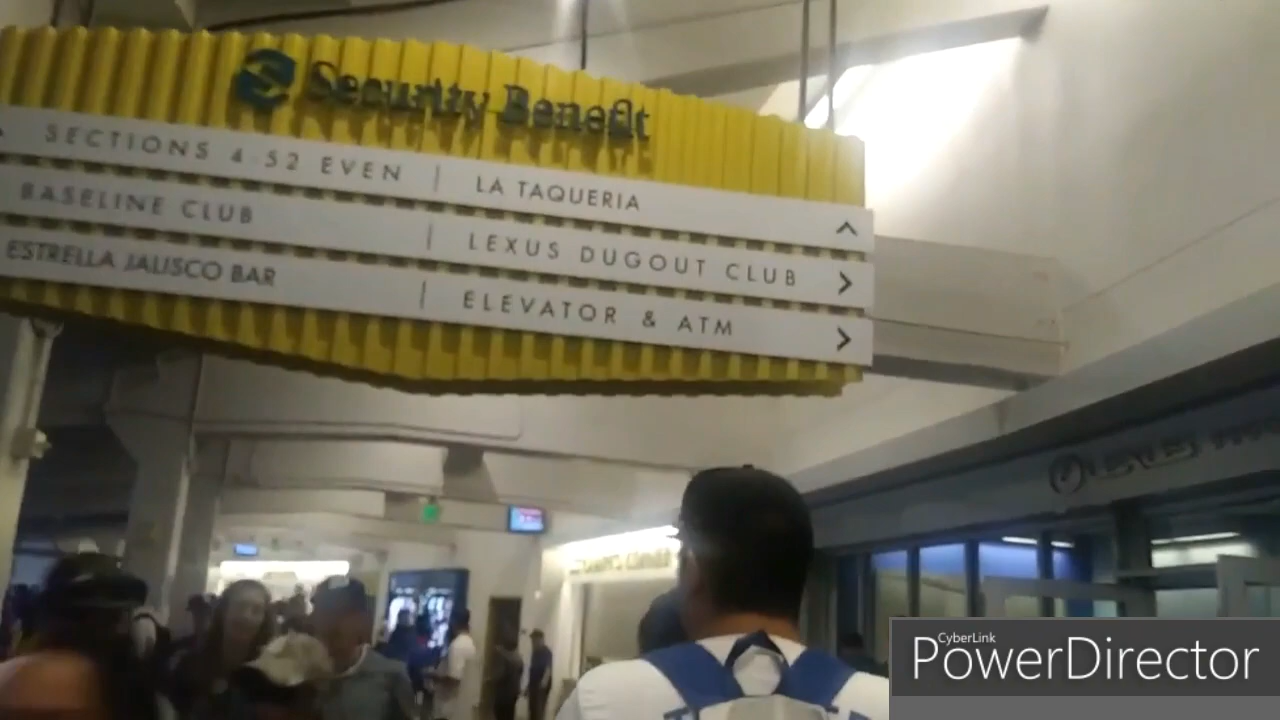 Security Benefit
SECTIONS 4-52 EVEN | LA TAQUERIA
BASELINE CLUB | LEXUS DUGOUT CLUB
ESTRELLA JALISCO BAR | ELEVATOR & ATM
LEXUS
CyberLink
PowerDirector